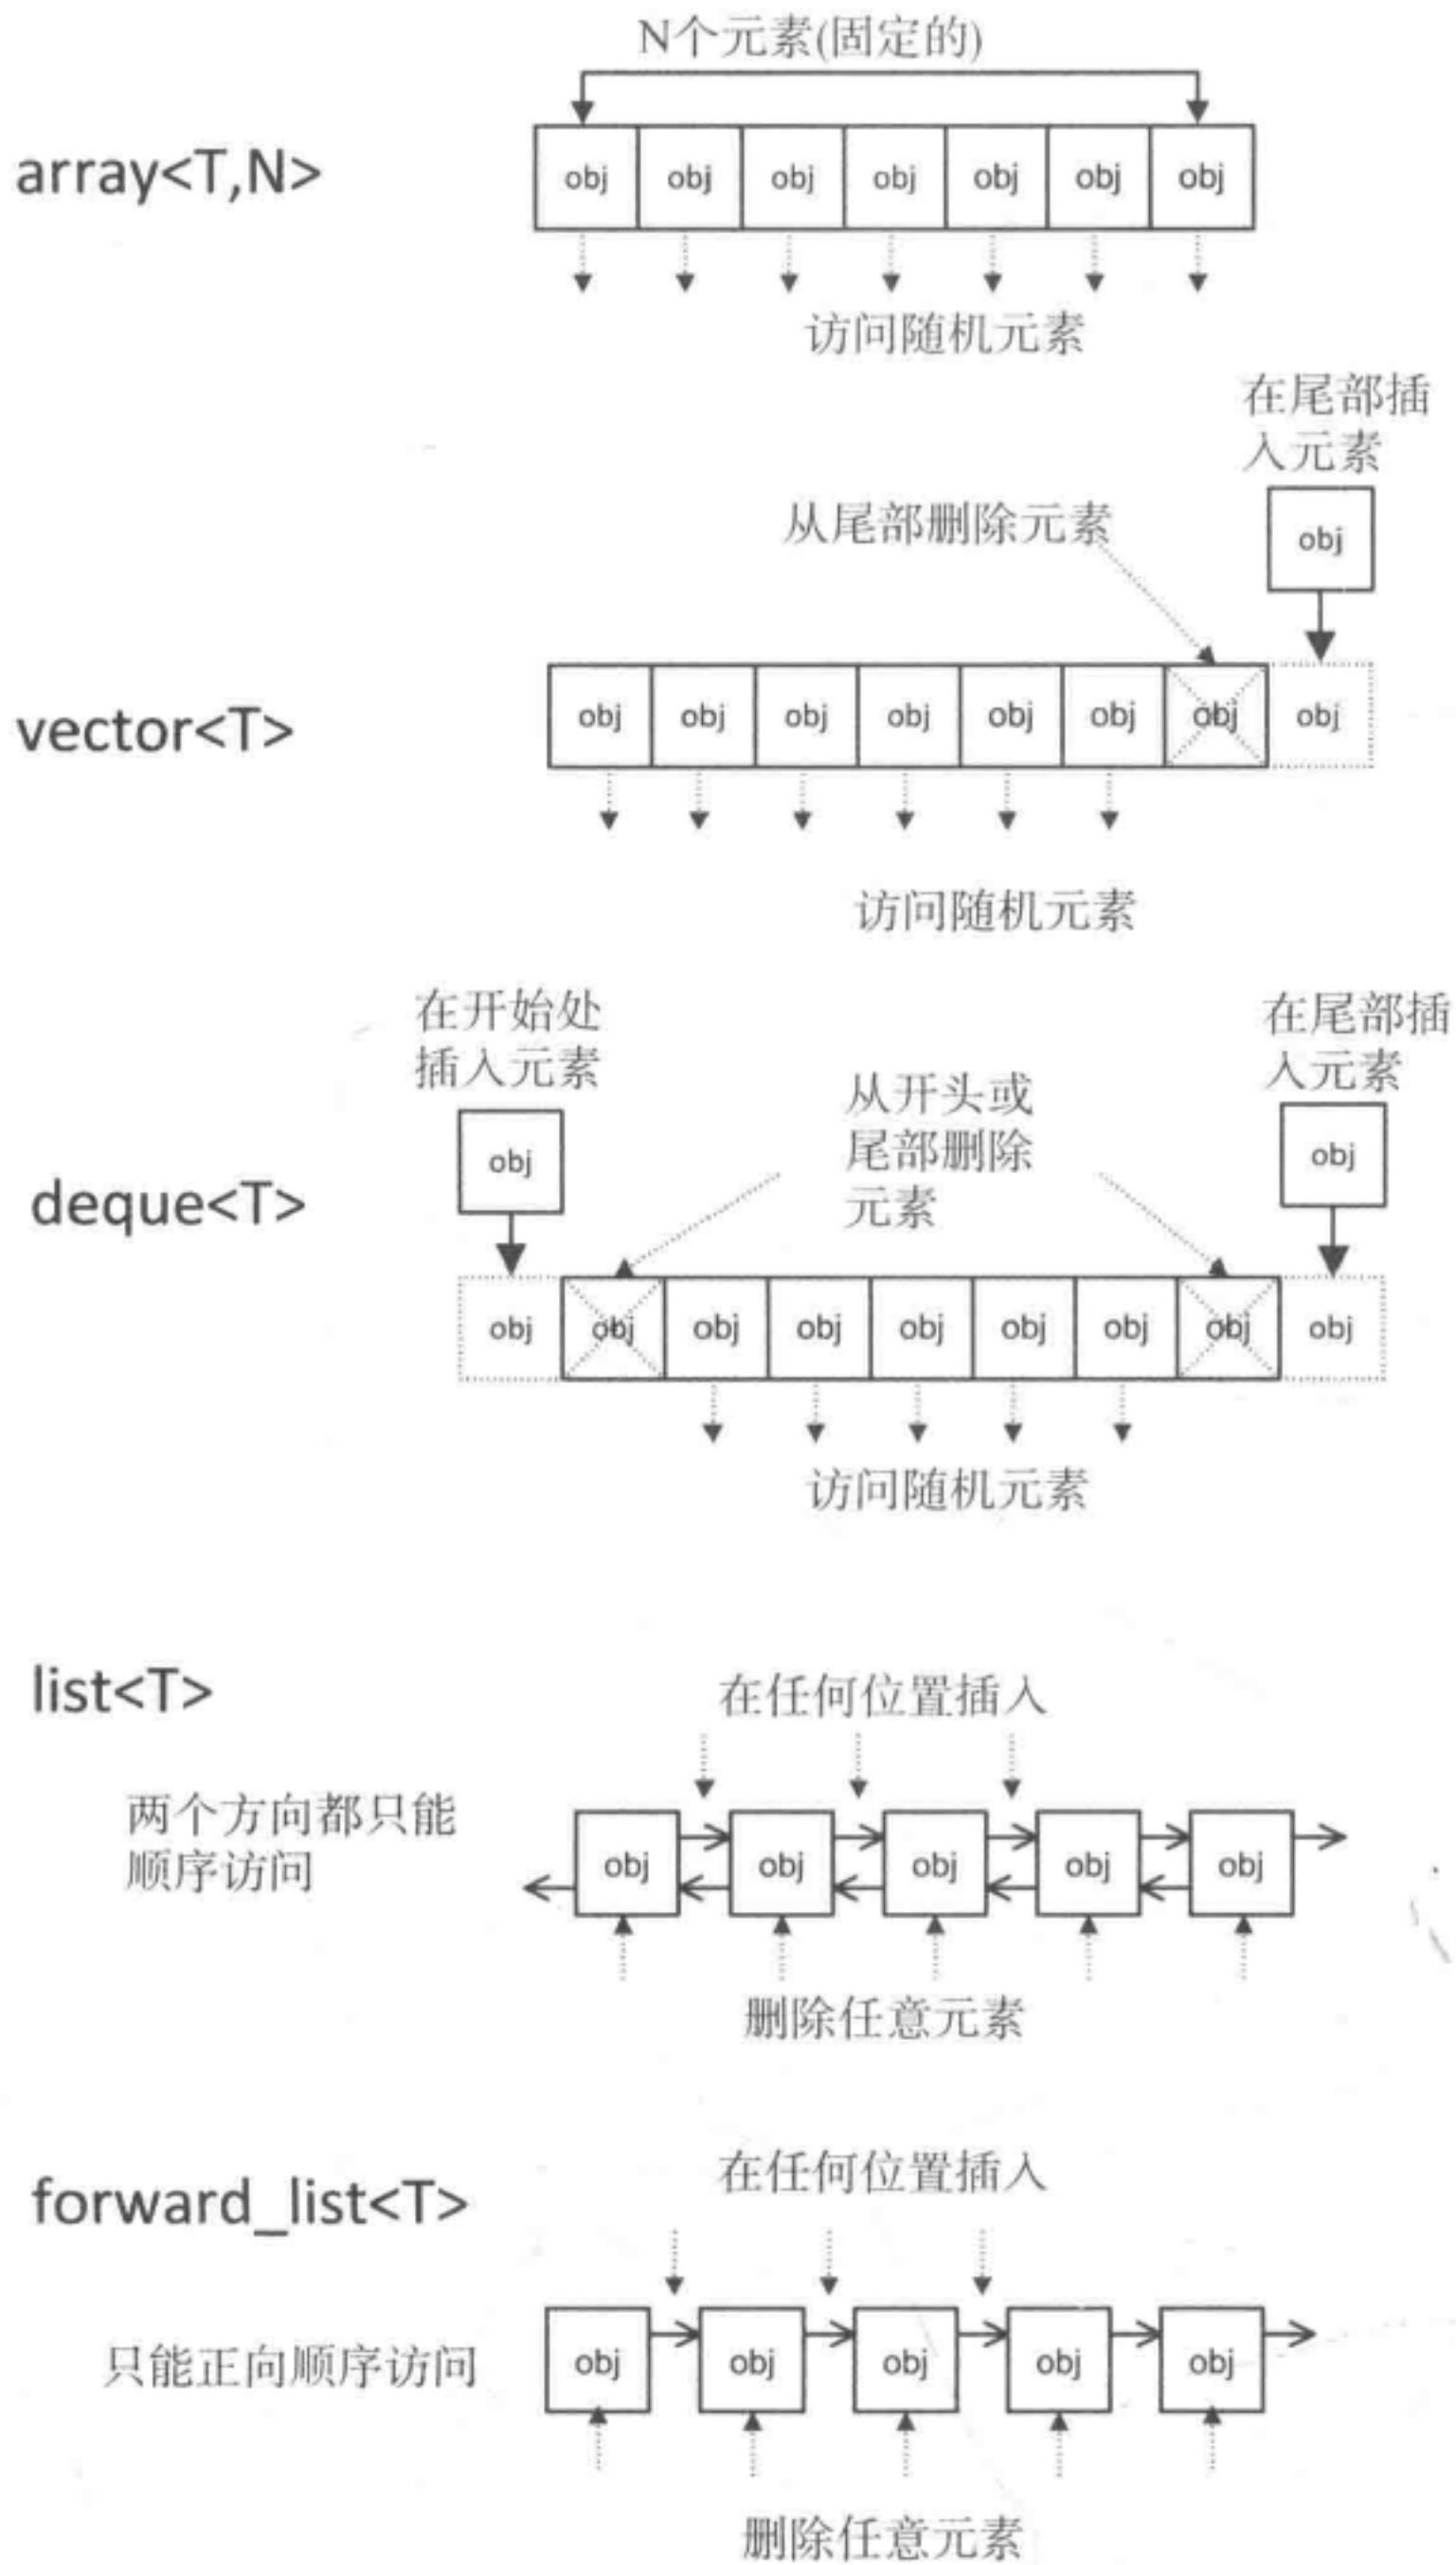 N个元素(固定的)
array<T,N>
obj obj obj obj obj obj obj
访问随机元素
在尾部插
入元素
从尾部删除元素
obj
vector<T>
obj obj obj obj obj obj obj obj
访问随机元素
在开始处
插入元素
在尾部插
入元素
从开头或
尾部删除
元素
obj
obj
deque<T>
obj obj obj obj obj obj obj obj obj
访问随机元素
list<T>
在任何位置插入
两个方向都只能
顺序访问
obj obj obj obj obj
删除任意元素
在任何位置插入
forward_list<T>
只能正向顺序访问
obj obj obj obj obj
删除任意元素